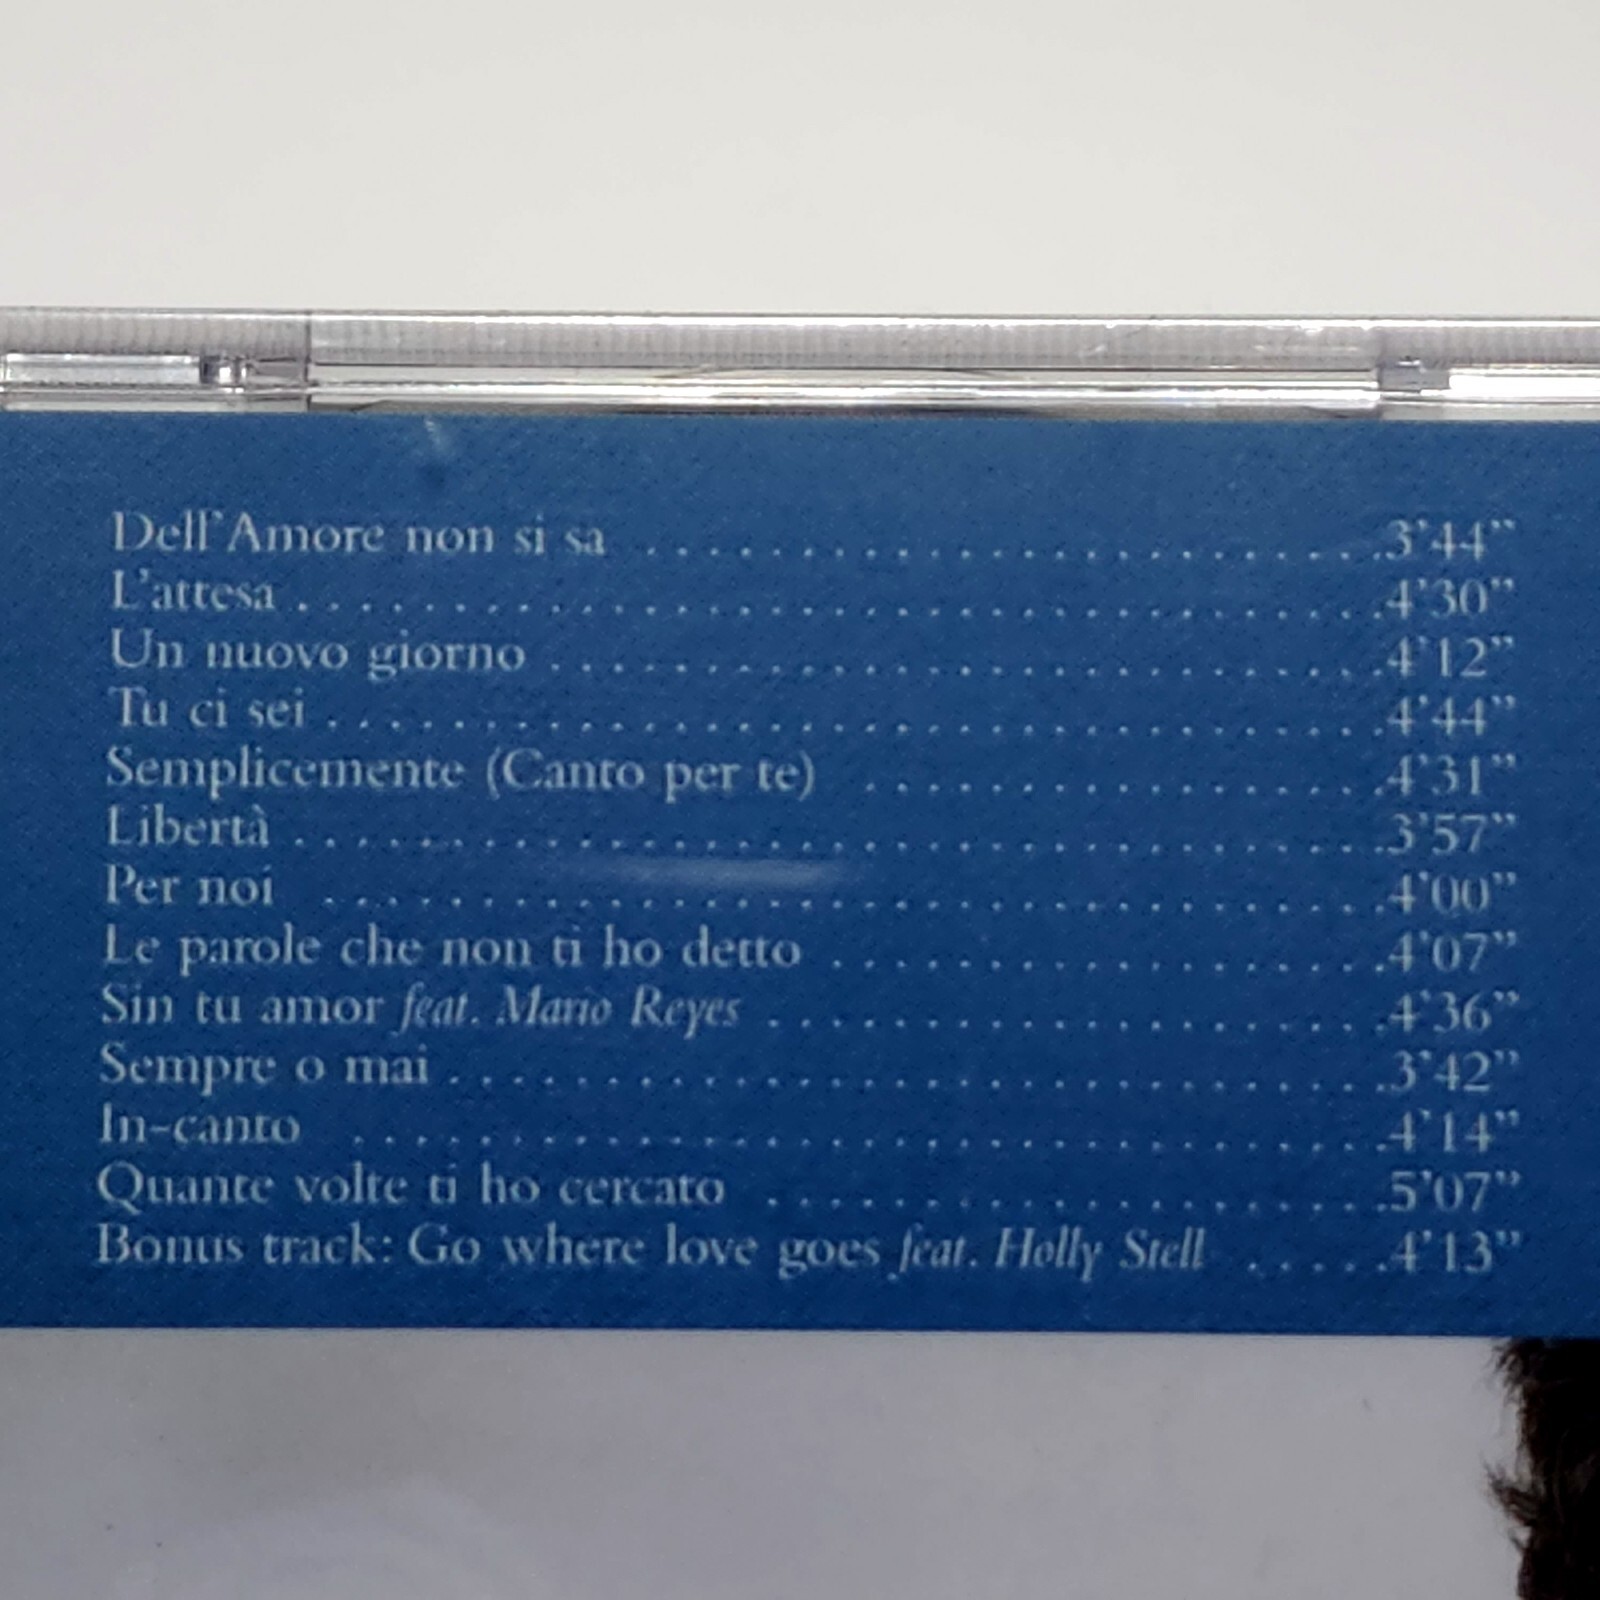 Dell'Amore non si sa . . . . . . . . . . . . . . . . . . . . . . . .3'44”
L'attesa . . . . . . . . . . . . . . . . . . . . . . . . . . . . . . . . . . .4'30”
Un nuovo giorno . . . . . . . . . . . . . . . . . . . . . . . . . . .4'12”
Tu ci sei . . . . . . . . . . . . . . . . . . . . . . . . . . . . . . . . . .4'44”
Semplicemente (Canto per te) . . . . . . . . . . . . . . . . .4'31”
Libertà . . . . . . . . . . . . . . . . . . . . . . . . . . . . . . . . . . .3'57”
Per noi . . . . . . . . . . . . . . . . . . . . . . . . . . . . . . . . . .4'00”
Le parole che non ti ho detto . . . . . . . . . . . . . . . . . .4'07”
Sin tu amor feat. Mario Reyes . . . . . . . . . . . . . . . . . . . .4'36”
Sempre o mai . . . . . . . . . . . . . . . . . . . . . . . . . . . . . .3'42”
In-canto . . . . . . . . . . . . . . . . . . . . . . . . . . . . . . . . .4'14”
Quante volte ti ho cercato . . . . . . . . . . . . . . . . . . . .5'07”
Bonus track: Go where love goes feat. Holly Stell . . . . .4'13”